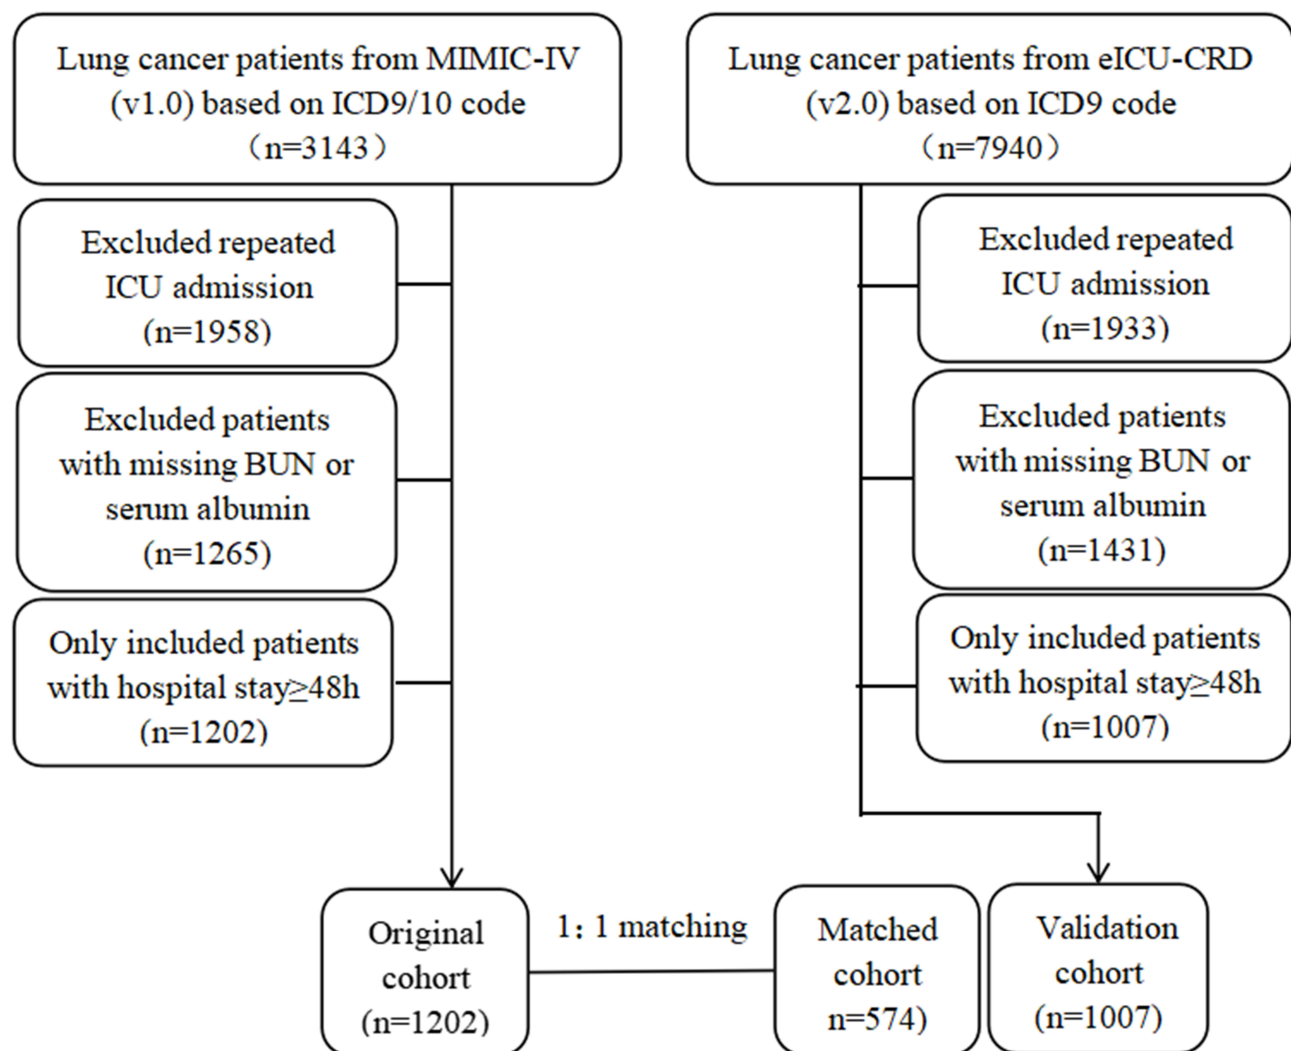 Lung cancer patients from MIMIC-IV
(v1.0) based on ICD9/10 code
（n=3143）
Lung cancer patients from eICU-CRD
(v2.0) based on ICD9 code
（n=7940）
Excluded repeated
ICU admission
(n=1958)
Excluded repeated
ICU admission
(n=1933)
Excluded patients
with missing BUN or
serum albumin
(n=1265)
Excluded patients
with missing BUN or
serum albumin
(n=1431)
Only included patients
with hospital stay≥48h
(n=1202)
Only included patients
with hospital stay≥48h
(n=1007)
Original
cohort
(n=1202)
1：1 matching
Matched
cohort
n=574)
Validation
cohort
(n=1007)